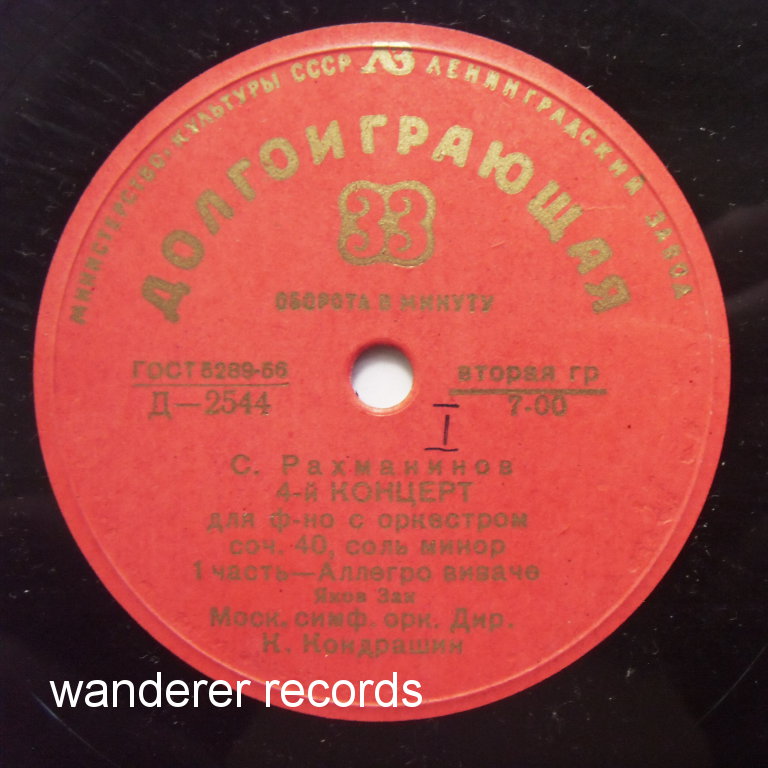 МИНИСТЕРСТВО КУЛЬТУРЫ СССР ЛЗ ЛЕНИНГРАДСКИЙ ЗАВОД
ДОЛГОИГРАЮЩАЯ
33
ОБОРОТА В МИНУТУ
ГОСТ 5289-56
Д—2544
вторая гр
7-00
I
С. Рахманинов
4-й КОНЦЕРТ
для ф-но с оркестром
соч. 40, соль минор
1 часть—Аллегро виваче
Яков Зак
Моск. симф. орк. Дир.
К. Кондрашин
wanderer records